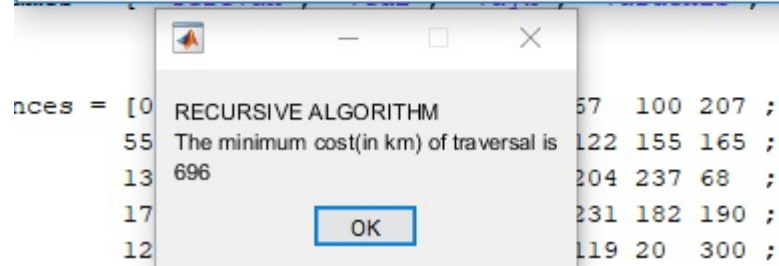 nces = [0 67 100 207 ;
55 122 155 165 ;
13 204 237 68 ;
17 231 182 190 ;
12 119 20 300 ;
RECURSIVE ALGORITHM
The minimum cost(in km) of traversal is
696
OK